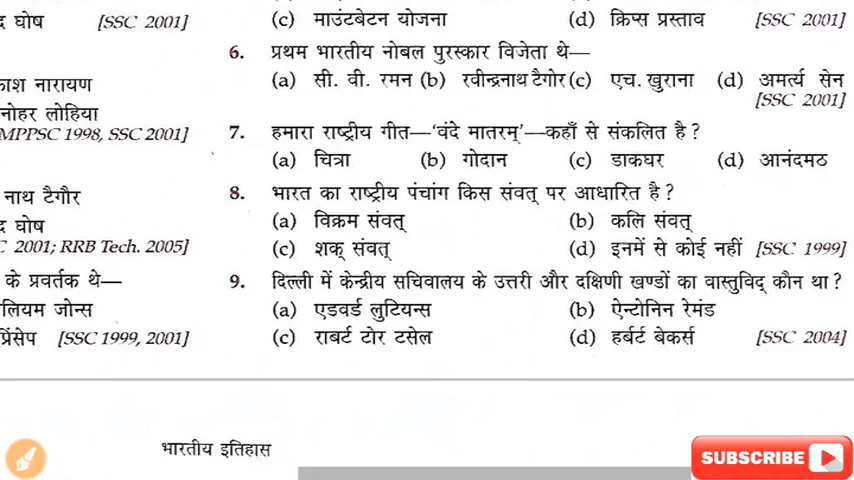 द्र घोष [SSC 2001]
काश नारायण
नोहर लोहिया
MPPSC 1998, SSC 2001]
नाथ टैगौर
द घोष
C 2001; RRB Tech. 2005]
के प्रवर्तक थे—
लियम जोन्स
प्रिंसेप [SSC 1999, 2001]
(c) माउंटबेटन योजना (d) क्रिप्स प्रस्ताव [SSC 2001]
6. प्रथम भारतीय नोबल पुरस्कार विजेता थे—
(a) सी. वी. रमन (b) रवीन्द्रनाथ टैगोर (c) एच. खुराना (d) अमर्त्य सेन
[SSC 2001]
7. हमारा राष्ट्रीय गीत—‘वंदे मातरम्’—कहाँ से संकलित है ?
(a) चित्रा (b) गोदान (c) डाकघर (d) आनंदमठ
8. भारत का राष्ट्रीय पंचांग किस संवत् पर आधारित है ?
(a) विक्रम संवत् (b) कलि संवत्
(c) शक् संवत् (d) इनमें से कोई नहीं [SSC 1999]
9. दिल्ली में केन्द्रीय सचिवालय के उत्तरी और दक्षिणी खण्डों का वास्तुविद् कौन था ?
(a) एडवर्ड लुटियन्स (b) ऐन्टोनिन रेमंड
(c) राबर्ट टोर टसेल (d) हर्बर्ट बेकर्स [SSC 2004]
भारतीय इतिहास
SUBSCRIBE